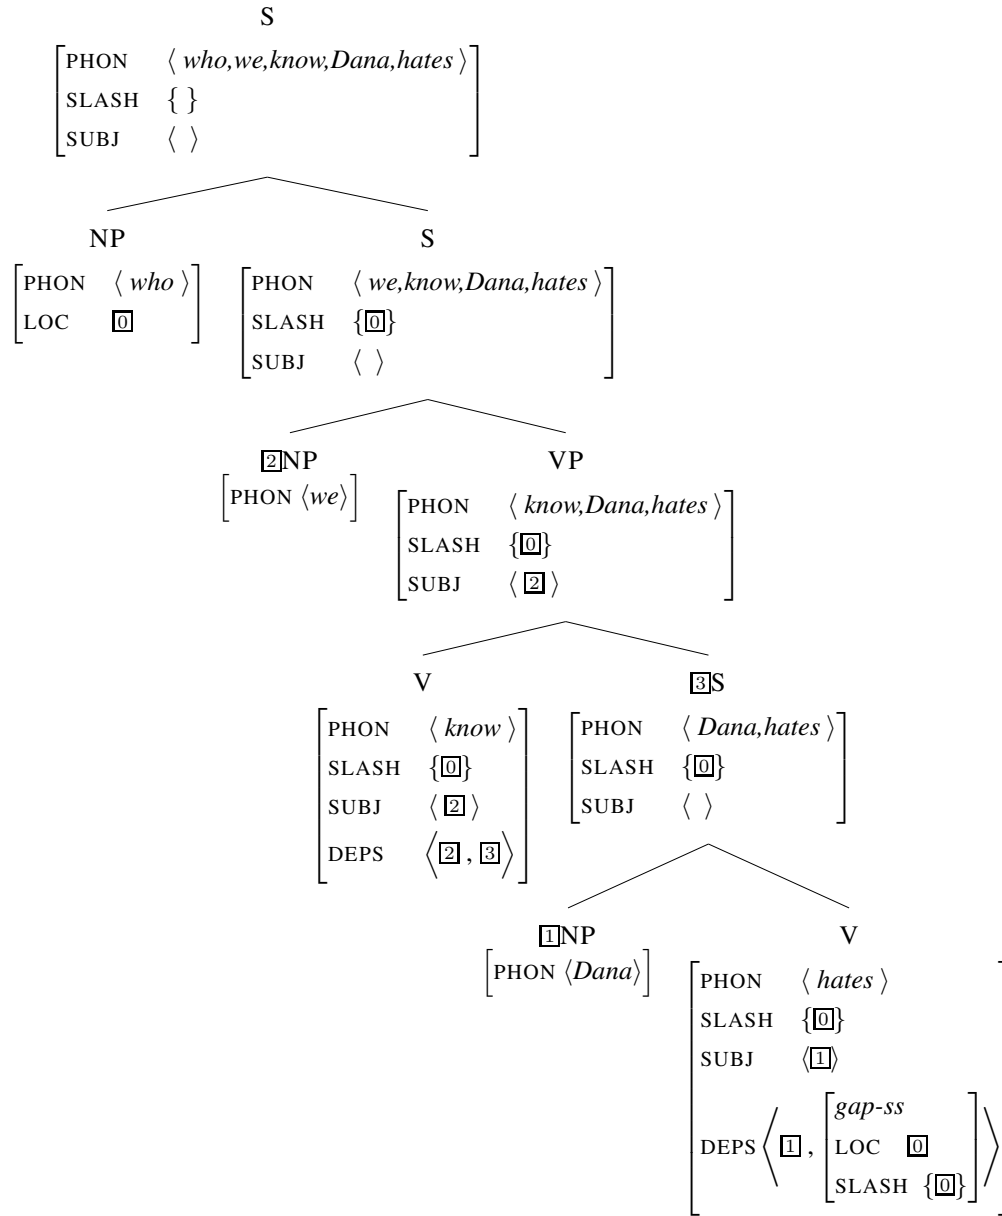 S
PHON ⟨ who,we,know,Dana,hates ⟩
SLASH { }
SUBJ ⟨ ⟩
NP S
PHON ⟨ who ⟩ PHON ⟨ we,know,Dana,hates ⟩
LOC 0 SLASH {0}
SUBJ ⟨ ⟩
2NP VP
[PHON ⟨we⟩] PHON ⟨ know,Dana,hates ⟩
SLASH {0}
SUBJ ⟨ 2 ⟩
V 3S
PHON ⟨ know ⟩ PHON ⟨ Dana,hates ⟩
SLASH {0} SLASH {0}
SUBJ ⟨ 2 ⟩ SUBJ ⟨ ⟩
DEPS ⟨2 , 3⟩
1NP V
[PHON ⟨Dana⟩] PHON ⟨ hates ⟩
SLASH {0}
SUBJ ⟨1⟩
gap-ss
DEPS ⟨1 , LOC 0
SLASH {0}⟩